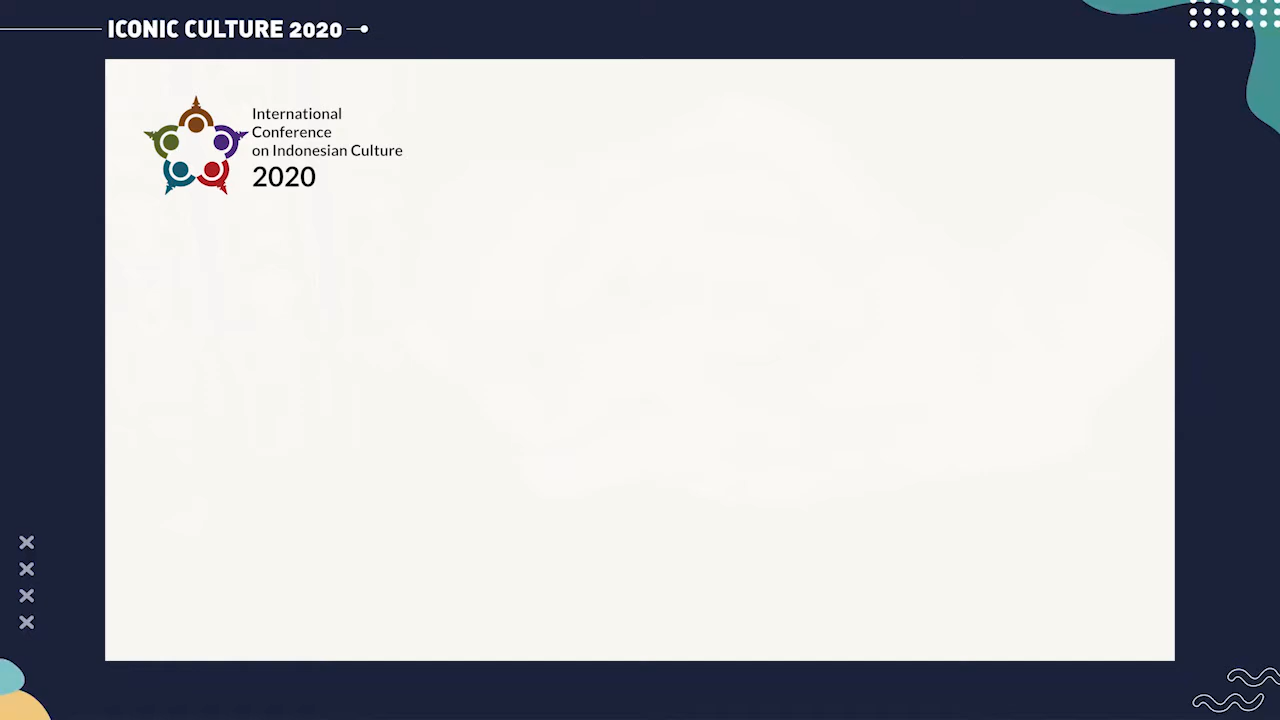 ICONIC CULTURE 2020
International
Conference
on Indonesian Culture
2020